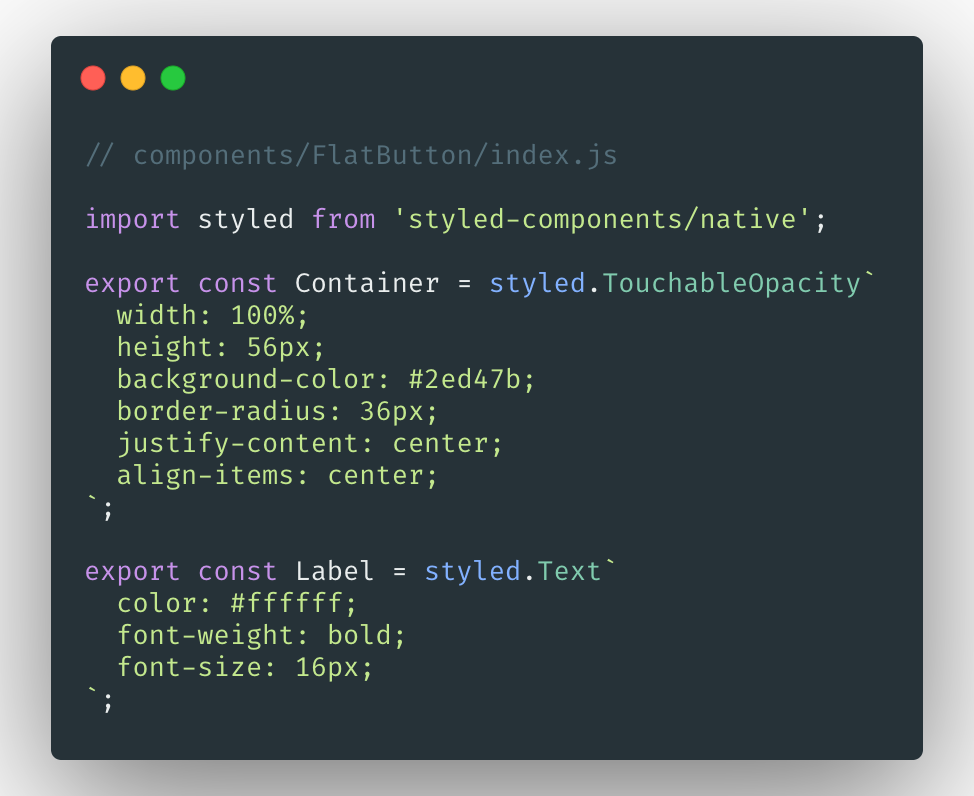 // components/FlatButton/index.js
import styled from 'styled-components/native';
export const Container = styled.TouchableOpacity`
  width: 100%;
  height: 56px;
  background-color: #2ed47b;
  border-radius: 36px;
  justify-content: center;
  align-items: center;
`;
export const Label = styled.Text`
  color: #ffffff;
  font-weight: bold;
  font-size: 16px;
`;